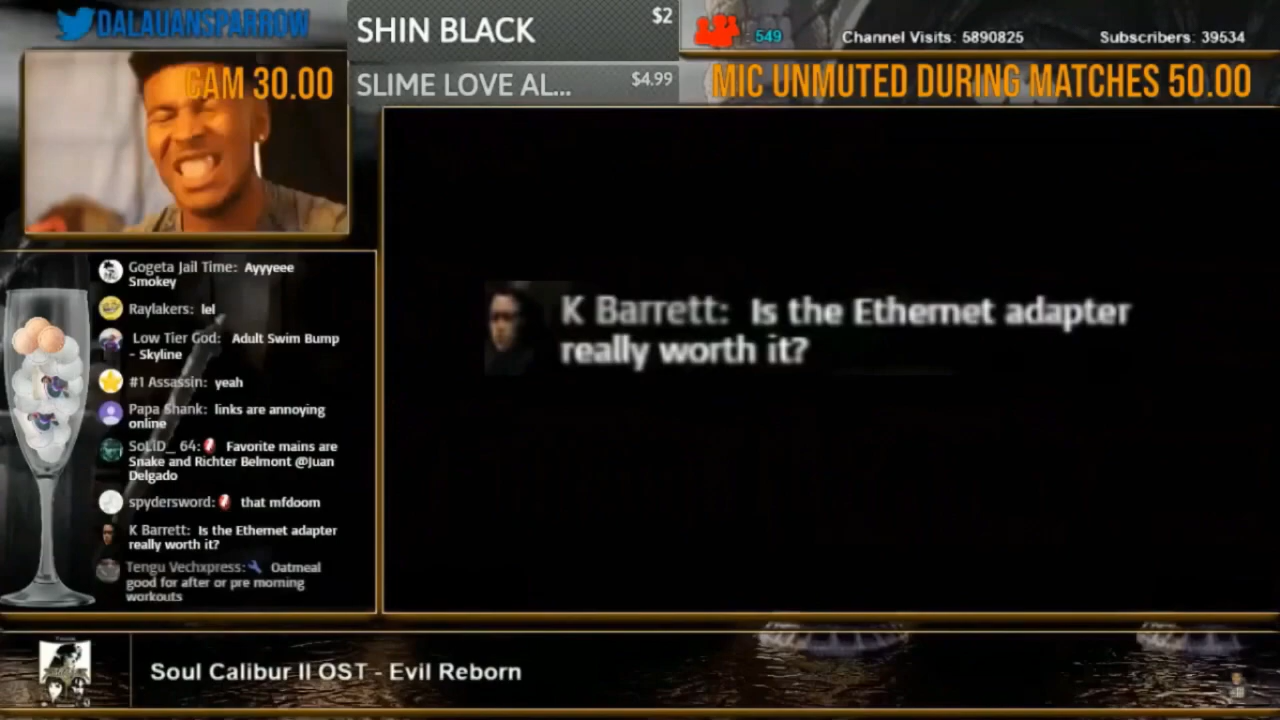 DALAUANSPARROW
SHIN BLACK
$2
SLIME LOVE AL...
$4.99
549
Channel Visits: 5890825
Subscribers: 39534
CAM 30.00
MIC UNMUTED DURING MATCHES 50.00
K Barrett: Is the Ethernet adapter
really worth it?
Gogeta Jail Time: Ayyyeee
Smokey
Raylakers: lel
Low Tier God: Adult Swim Bump
- Skyline
#1 Assassin: yeah
Papa Shank: links are annoying
online
SoLiD_ 64: Favorite mains are
Snake and Richter Belmont @Juan
Delgado
spydersword: that mfdoom
K Barrett: Is the Ethernet adapter
really worth it?
Tengu Vechxpress: Oatmeal
good for after or pre morning
workouts
Soul Calibur II OST - Evil Reborn